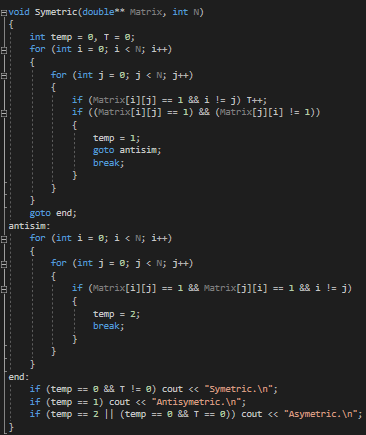 void Symetric(double** Matrix, int N)
{
int temp = 0, T = 0;
for (int i = 0; i < N; i++)
{
for (int j = 0; j < N; j++)
{
if (Matrix[i][j] == 1 && i != j) T++;
if ((Matrix[i][j] == 1) && (Matrix[j][i] != 1))
{
temp = 1;
goto antisim;
break;
}
}
}
goto end;
antisim:
for (int i = 0; i < N; i++)
{
for (int j = 0; j < N; j++)
{
if (Matrix[i][j] == 1 && Matrix[j][i] == 1 && i != j)
{
temp = 2;
break;
}
}
}
end:
if (temp == 0 && T != 0) cout << "Symetric.\n";
if (temp == 1) cout << "Antisymetric.\n";
if (temp == 2 || (temp == 0 && T == 0)) cout << "Asymetric.\n";
}